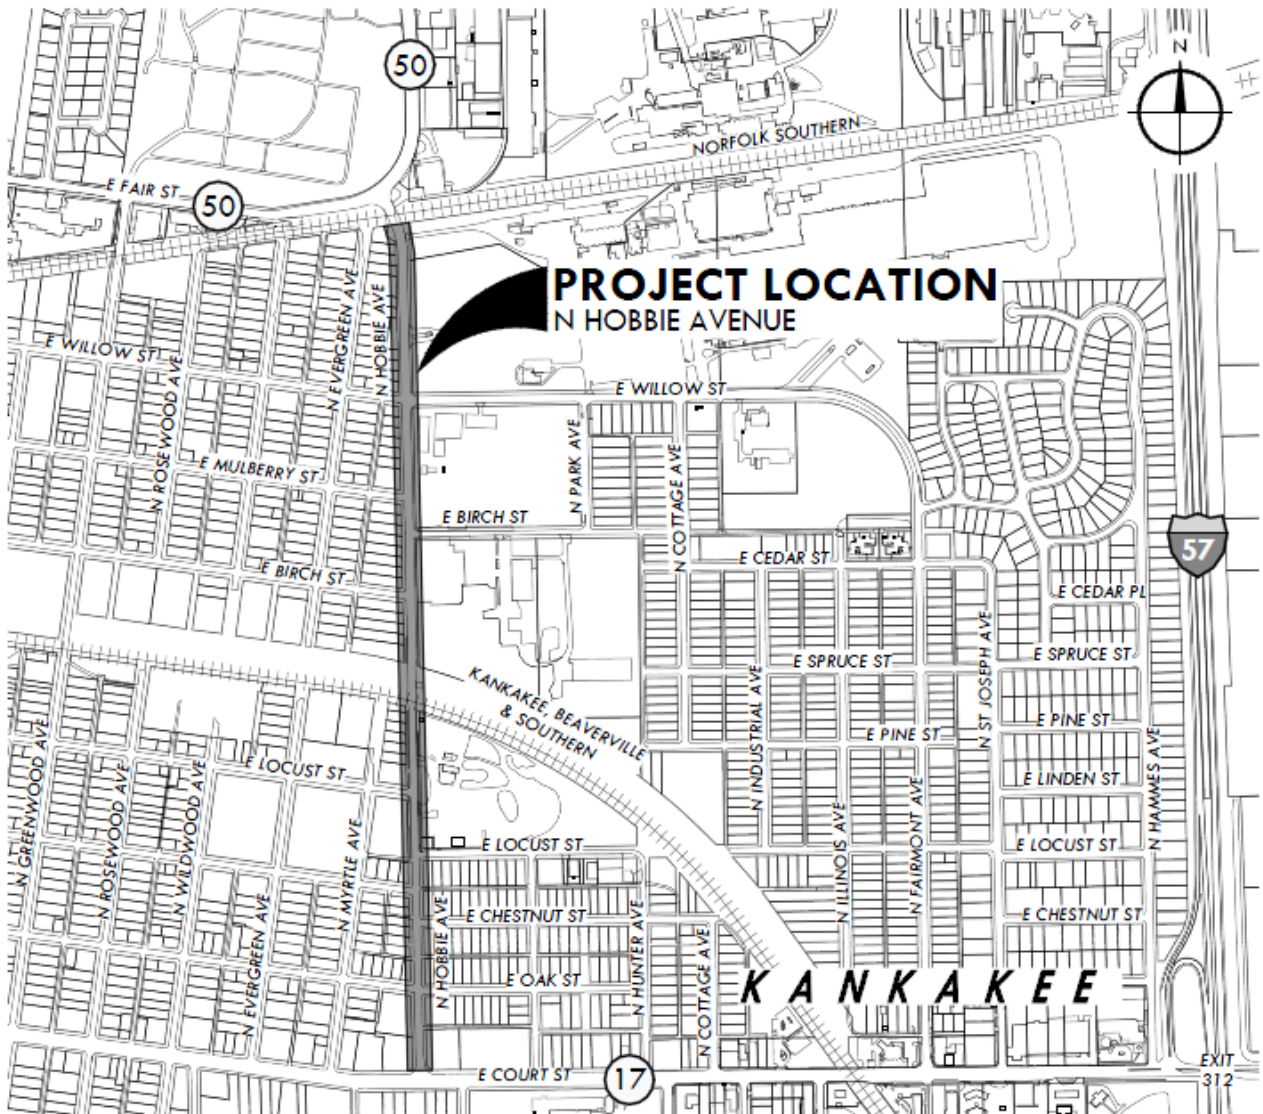 50
N
NORFOLK SOUTHERN
E FAIR ST
50
PROJECT LOCATION
N HOBBIE AVENUE
N EVERGREEN AVE
N HOBBIE AVE
E WILLOW ST
N ROSEWOOD AVE
E WILLOW ST
E MULBERRY ST
N PARK AVE
N COTTAGE AVE
E BIRCH ST
57
E CEDAR ST
E BIRCH ST
E CEDAR PL
N ST JOSEPH AVE
E SPRUCE ST
E SPRUCE ST
KANKAKEE, BEAVERVILLE
& SOUTHERN
N INDUSTRIAL AVE
E PINE ST
E PINE ST
N GREENWOOD AVE
E LOCUST ST
N ROSEWOOD AVE
N WILDWOOD AVE
E LINDEN ST
N HAMMES AVE
N MYRTLE AVE
N ILLINOIS AVE
N FAIRMONT AVE
E LOCUST ST
E LOCUST ST
E CHESTNUT ST
E CHESTNUT ST
N EVERGREEN AVE
N HOBBIE AVE
N HUNTER AVE
N COTTAGE AVE
E OAK ST
KANKAKEE
E COURT ST
17
EXIT
312